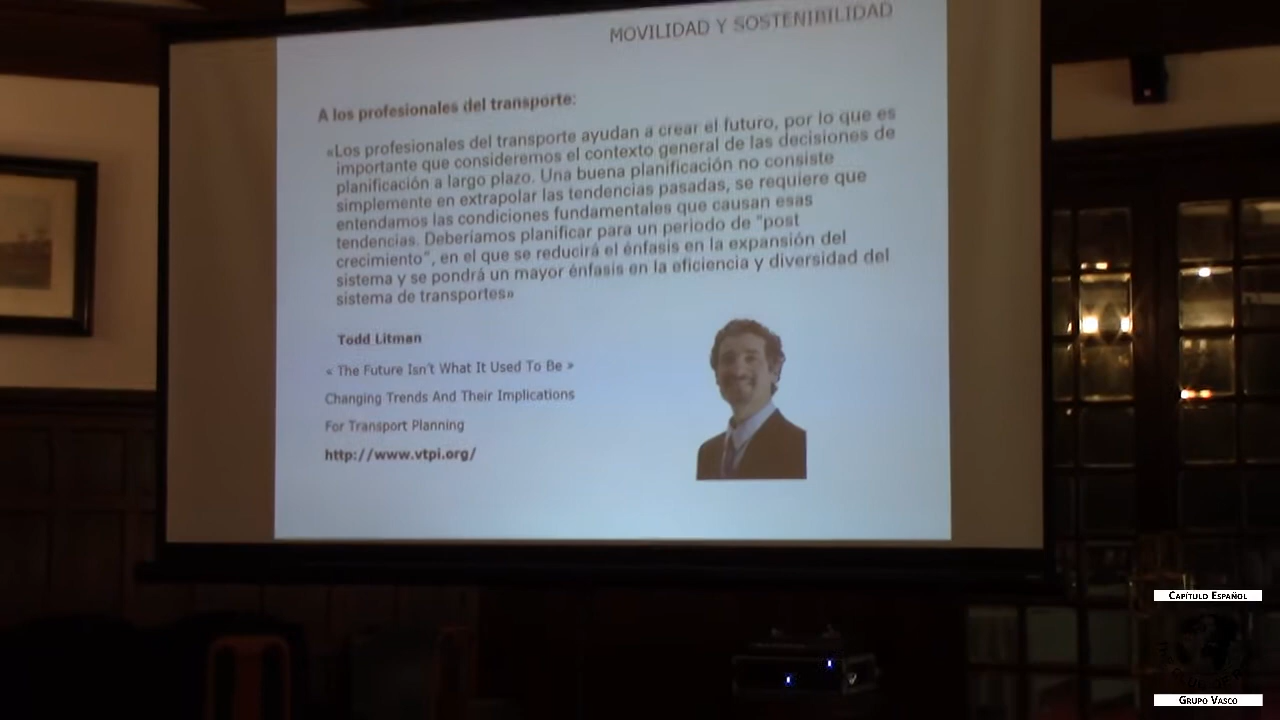 MOVILIDAD Y SOSTENIBILIDAD
A los profesionales del transporte:
«Los profesionales del transporte ayudan a crear el futuro, por lo que es
importante que consideremos el contexto general de las decisiones de
planificación a largo plazo. Una buena planificación no consiste
simplemente en extrapolar las tendencias pasadas, se requiere que
entendamos las condiciones fundamentales que causan esas
tendencias. Deberíamos planificar para un periodo de "post
crecimiento", en el que se reducirá el énfasis en la expansión del
sistema y se pondrá un mayor énfasis en la eficiencia y diversidad del
sistema de transportes»
Todd Litman
« The Future Isn't What It Used To Be »
Changing Trends And Their Implications
For Transport Planning
http://www.vtpi.org/
Capítulo Español
Grupo Vasco